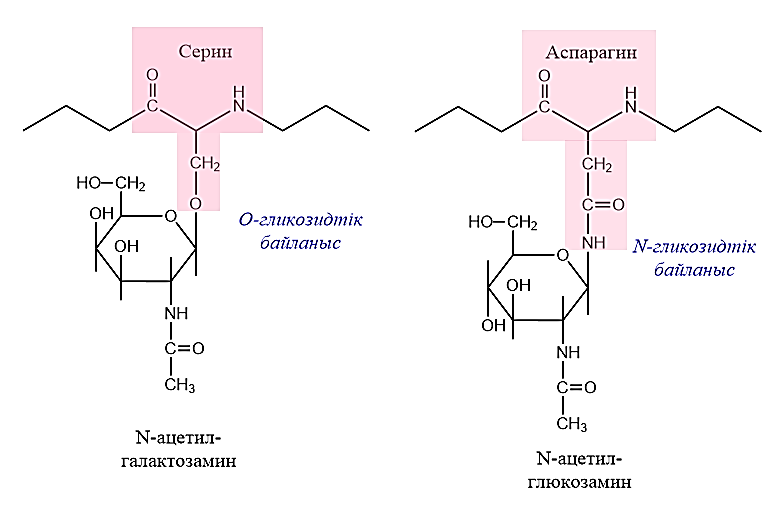 Серин
O
C
H
N
CH2
O
HO—CH2
OH
O
OH
NH
C=O
CH3
О-гликозидтік
байланыс
N-ацетил-
галактозамин
Аспарагин
O
C
H
N
CH2
C=O
NH
HO—CH2
O
OH
OH
NH
C=O
CH3
N-гликозидтік
байланыс
N-ацетил-
глюкозамин